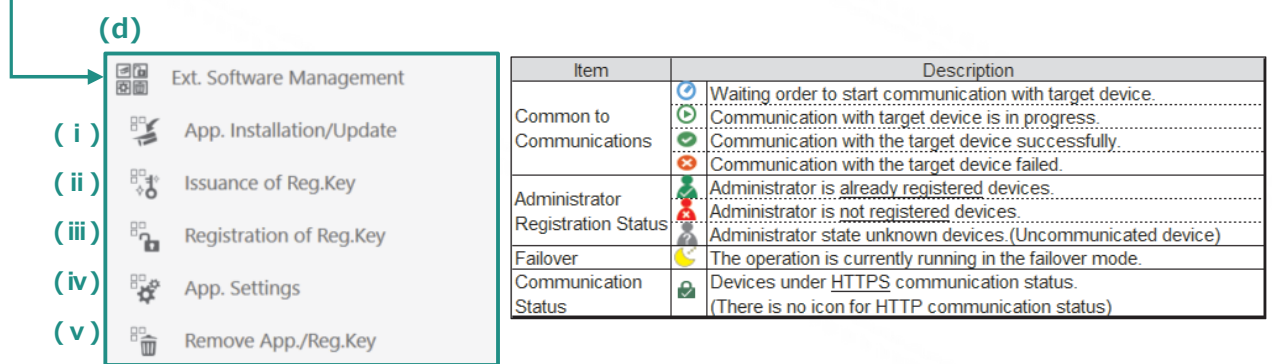 (d)
Ext. Software Management
( i ) App. Installation/Update
( ii ) Issuance of Reg.Key
( iii ) Registration of Reg.Key
( iv ) App. Settings
( v ) Remove App./Reg.Key
Item Description
Common to Communications
Waiting order to start communication with target device.
Communication with target device is in progress.
Communication with the target device successfully.
Communication with the target device failed.
Administrator Registration Status
Administrator is already registered devices.
Administrator is not registered devices.
Administrator state unknown devices.(Uncommunicated device)
Failover The operation is currently running in the failover mode.
Communication Status
Devices under HTTPS communication status.
(There is no icon for HTTP communication status)